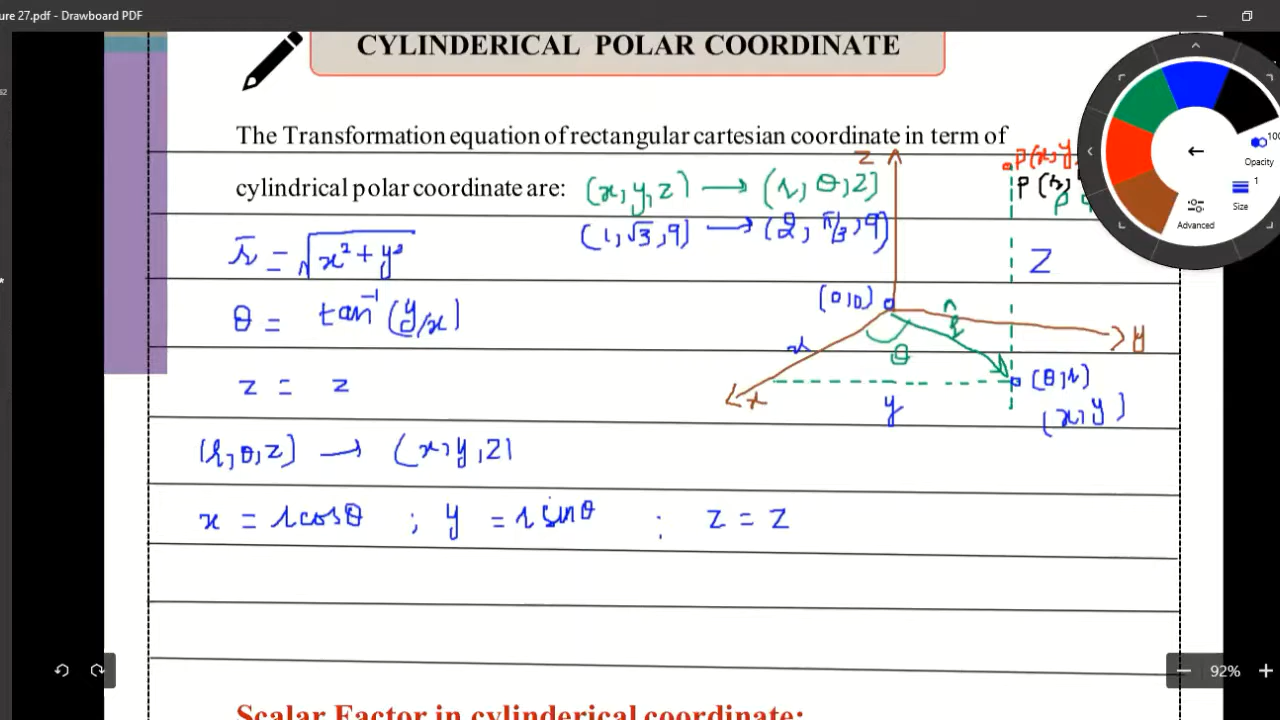 ure 27.pdf - Drawboard PDF
CYLINDERICAL POLAR COORDINATE
The Transformation equation of rectangular cartesian coordinate in term of
cylindrical polar coordinate are: (x, y, z) → (r, θ, z)
(1, √3, 9) → (2, π/3, 9)
r = √x² + y²
θ = tan⁻¹ (y/x)
z = z
(r, θ, z) → (x, y, z)
x = r cosθ ; y = r sinθ ; z = z
z
P(x, y
P (r,
z
(0,0)
r
y
x
θ
(θ, r)
x
y
(x, y)
Opacity
100
Size
1
Advanced
92%
Scalar Factor in cylinderical coordinate: